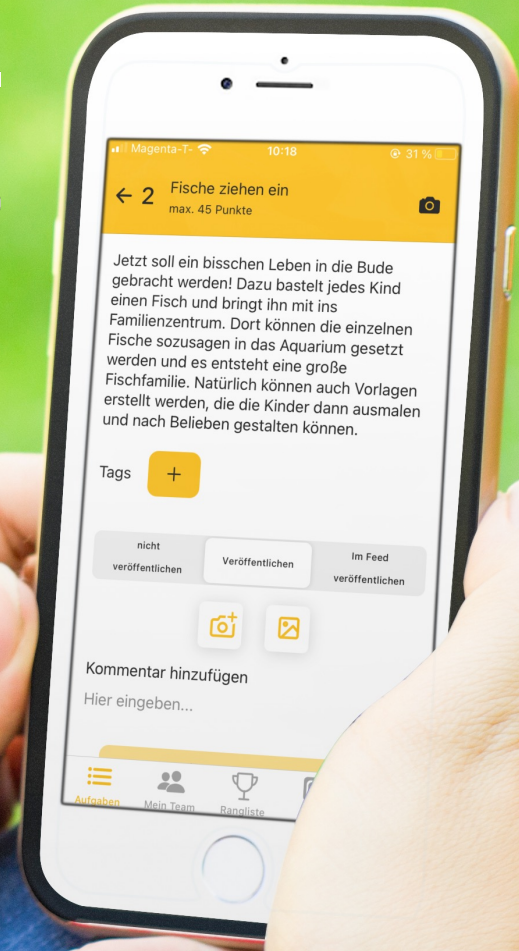 Magenta-T- 10:18 31 %
2 Fische ziehen ein
max. 45 Punkte
Jetzt soll ein bisschen Leben in die Bude
gebracht werden! Dazu bastelt jedes Kind
einen Fisch und bringt ihn mit ins
Familienzentrum. Dort können die einzelnen
Fische sozusagen in das Aquarium gesetzt
werden und es entsteht eine große
Fischfamilie. Natürlich können auch Vorlagen
erstellt werden, die die Kinder dann ausmalen
und nach Belieben gestalten können.
Tags +
nicht
veröffentlichen
Veröffentlichen
Im Feed
veröffentlichen
Kommentar hinzufügen
Hier eingeben...
Aufgaben Mein Team Rangliste